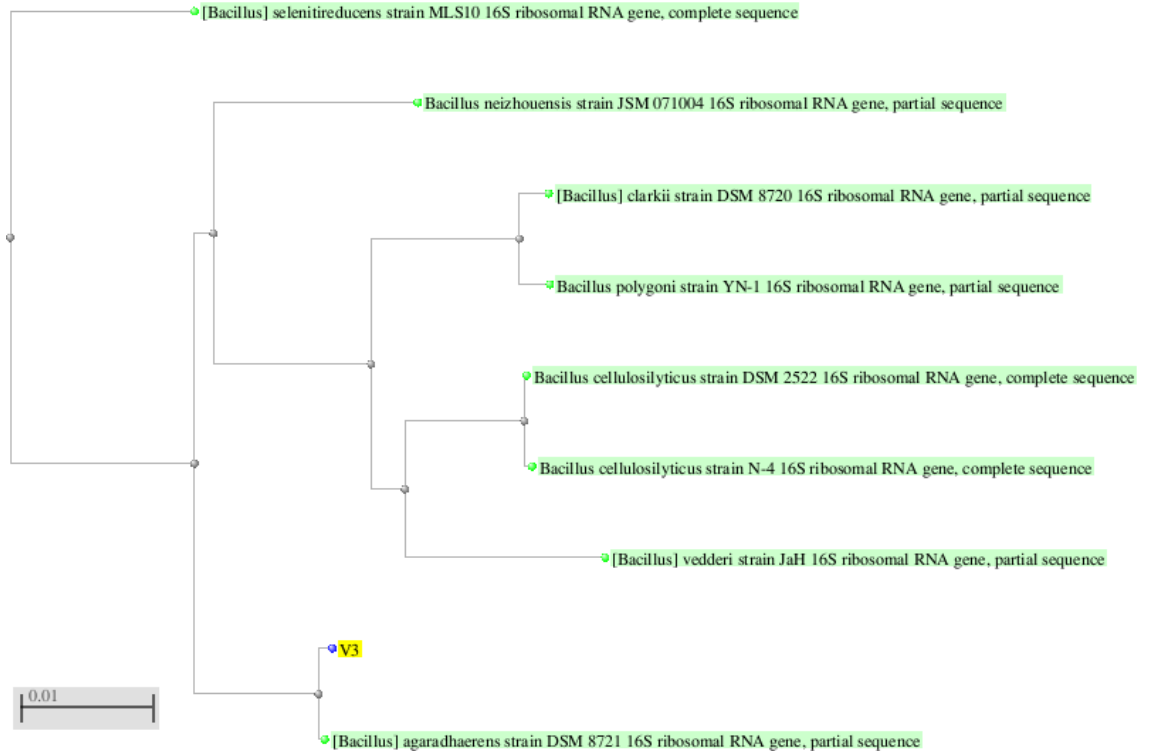 [Bacillus] selenitireducens strain MLS10 16S ribosomal RNA gene, complete sequence
Bacillus neizhouensis strain JSM 071004 16S ribosomal RNA gene, partial sequence
[Bacillus] clarkii strain DSM 8720 16S ribosomal RNA gene, partial sequence
Bacillus polygoni strain YN-1 16S ribosomal RNA gene, partial sequence
Bacillus cellulosilyticus strain DSM 2522 16S ribosomal RNA gene, complete sequence
Bacillus cellulosilyticus strain N-4 16S ribosomal RNA gene, complete sequence
[Bacillus] vedderi strain JaH 16S ribosomal RNA gene, partial sequence
V3
0.01
[Bacillus] agaradhaerens strain DSM 8721 16S ribosomal RNA gene, partial sequence